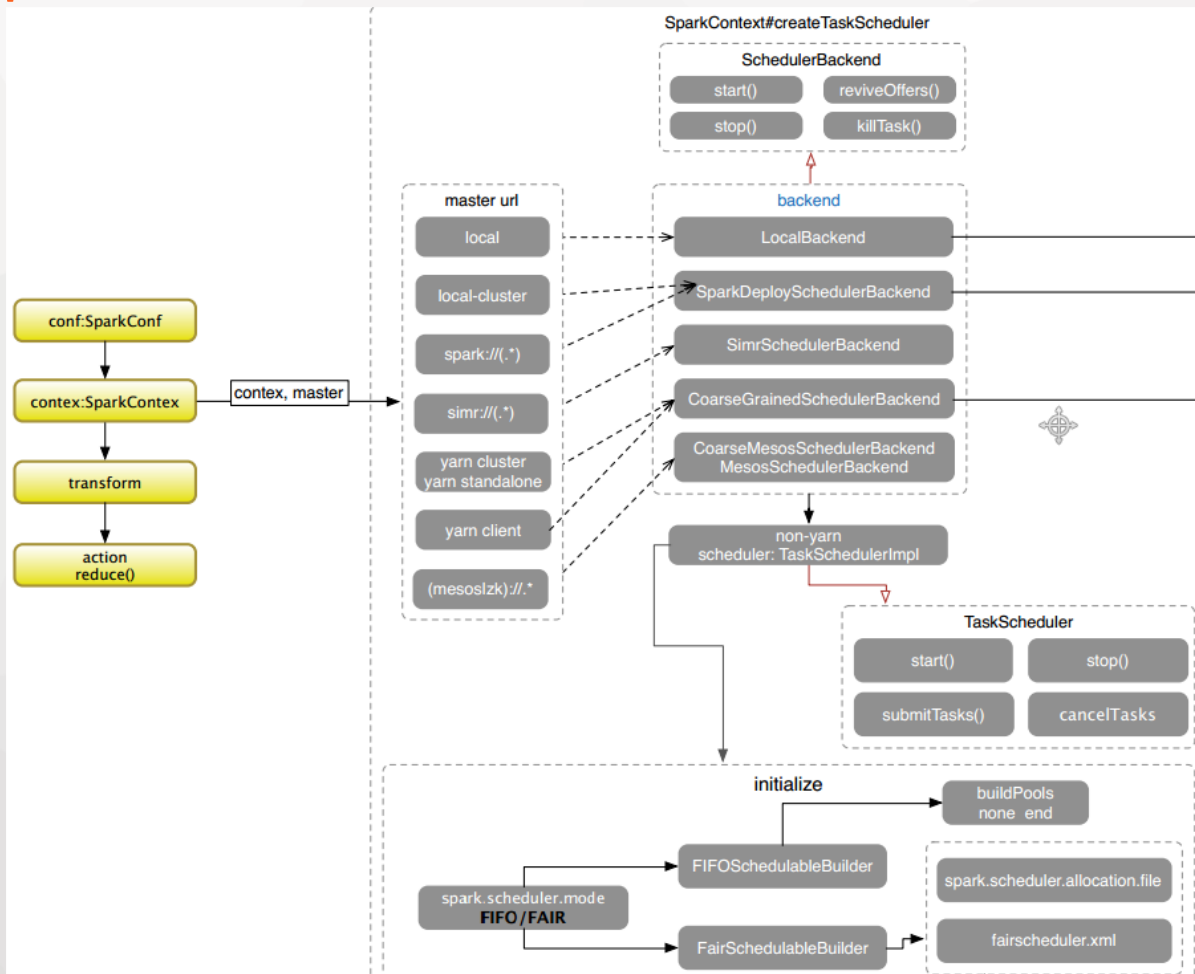 SparkContext#createTaskScheduler
SchedulerBackend
start()
reviveOffers()
stop()
killTask()
master url
local
local-cluster
spark://(.*)
simr://(.*)
yarn cluster
yarn standalone
yarn client
(mesoslzk)://.*
backend
LocalBackend
SparkDeploySchedulerBackend
SimrSchedulerBackend
CoarseGrainedSchedulerBackend
CoarseMesosSchedulerBackend
MesosSchedulerBackend
conf:SparkConf
contex:SparkContex
contex, master
transform
action
reduce()
non-yarn
scheduler: TaskSchedulerImpl
TaskScheduler
start()
stop()
submitTasks()
cancelTasks
initialize
buildPools
none end
FIFOSchedulableBuilder
spark.scheduler.mode
FIFO/FAIR
FairSchedulableBuilder
spark.scheduler.allocation.file
fairscheduler.xml